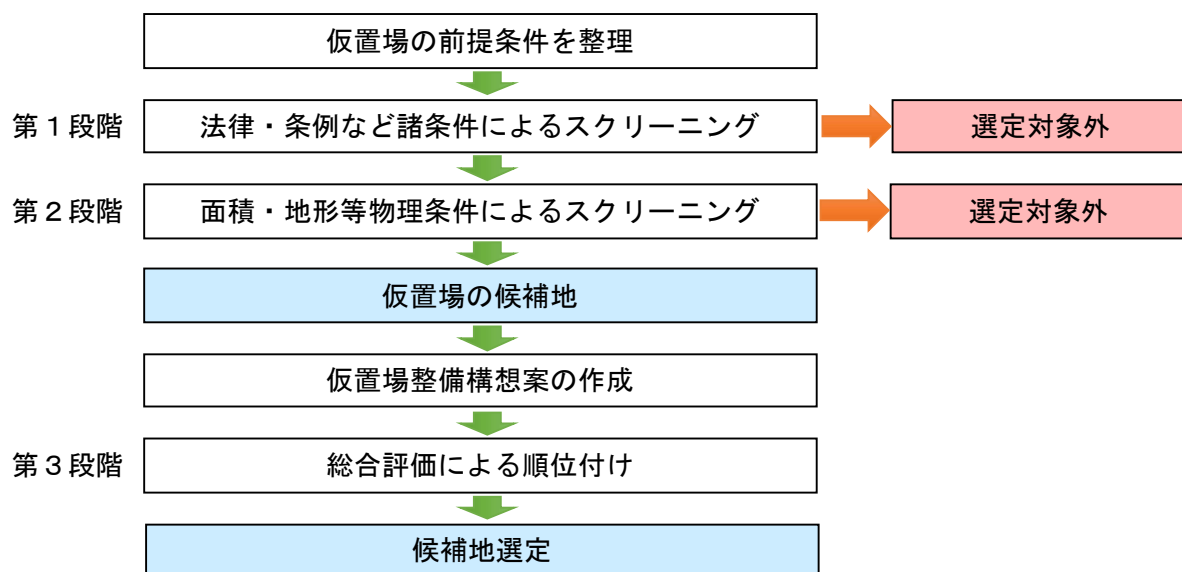 仮置場の前提条件を整理
第１段階
法律・条例など諸条件によるスクリーニング
選定対象外
第２段階
面積・地形等物理条件によるスクリーニング
選定対象外
仮置場の候補地
仮置場整備構想案の作成
第３段階
総合評価による順位付け
候補地選定